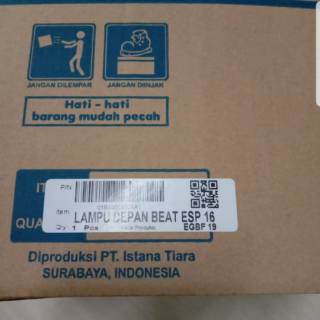 JANGAN DILEMPAR JANGAN DIINJAK
Hati - hati
barang mudah pecah
P/N
Item
LAMPU DEPAN BEAT ESP 16
Qty 1 Pcs
EGBF 19
QUA
Diproduksi PT. Istana Tiara
SURABAYA, INDONESIA